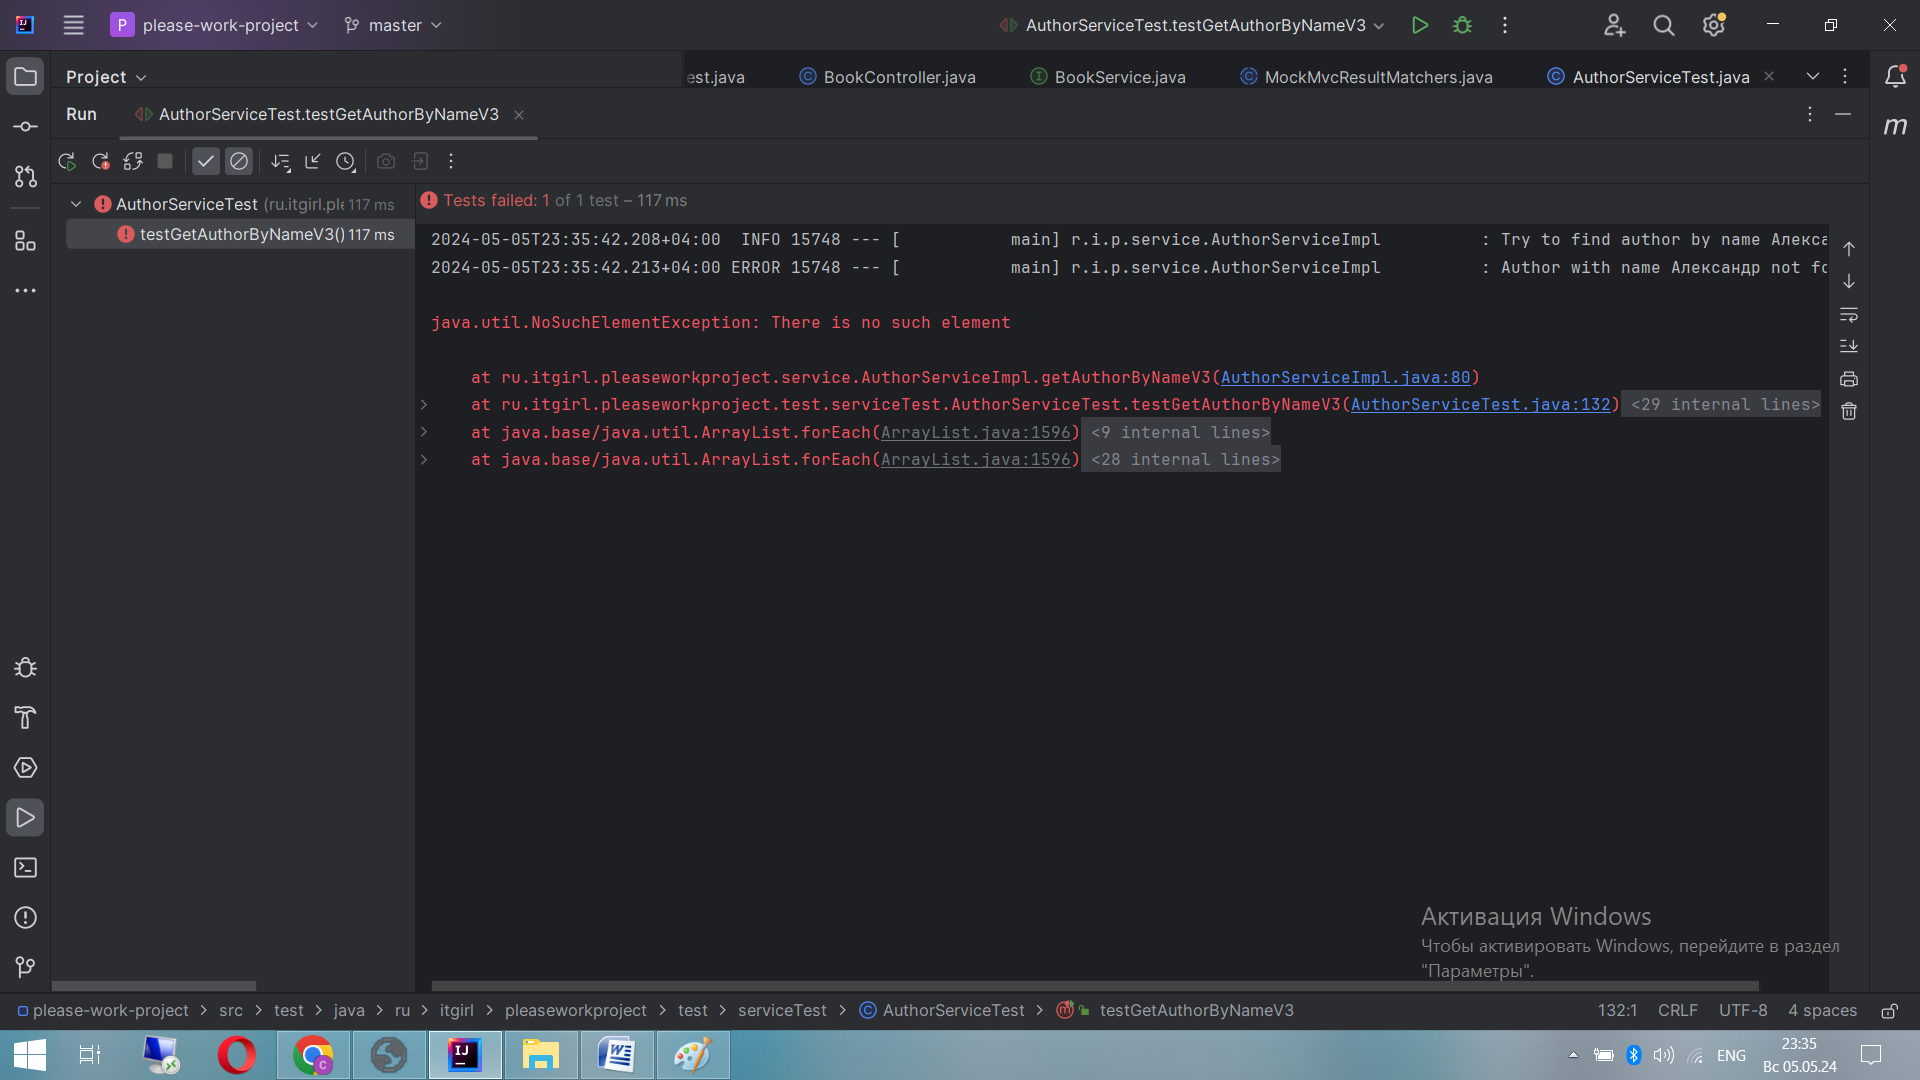 P please-work-project master AuthorServiceTest.testGetAuthorByNameV3
Project est.java BookController.java BookService.java MockMvcResultMatchers.java AuthorServiceTest.java
Run AuthorServiceTest.testGetAuthorByNameV3
AuthorServiceTest (ru.itgirl.ple 117 ms
testGetAuthorByNameV3() 117 ms
Tests failed: 1 of 1 test – 117 ms
2024-05-05T23:35:42.208+04:00  INFO 15748 --- [           main] r.i.p.service.AuthorServiceImpl          : Try to find author by name Алекса
2024-05-05T23:35:42.213+04:00 ERROR 15748 --- [           main] r.i.p.service.AuthorServiceImpl          : Author with name Александр not fo
java.util.NoSuchElementException: There is no such element
at ru.itgirl.pleaseworkproject.service.AuthorServiceImpl.getAuthorByNameV3(AuthorServiceImpl.java:80)
at ru.itgirl.pleaseworkproject.test.serviceTest.AuthorServiceTest.testGetAuthorByNameV3(AuthorServiceTest.java:132) <29 internal lines>
at java.base/java.util.ArrayList.forEach(ArrayList.java:1596) <9 internal lines>
at java.base/java.util.ArrayList.forEach(ArrayList.java:1596) <28 internal lines>
m
Активация Windows
Чтобы активировать Windows, перейдите в раздел
"Параметры".
please-work-project > src > test > java > ru > itgirl > pleaseworkproject > test > serviceTest > AuthorServiceTest > testGetAuthorByNameV3 132:1 CRLF UTF-8 4 spaces
ENG 23:35
Вс 05.05.24